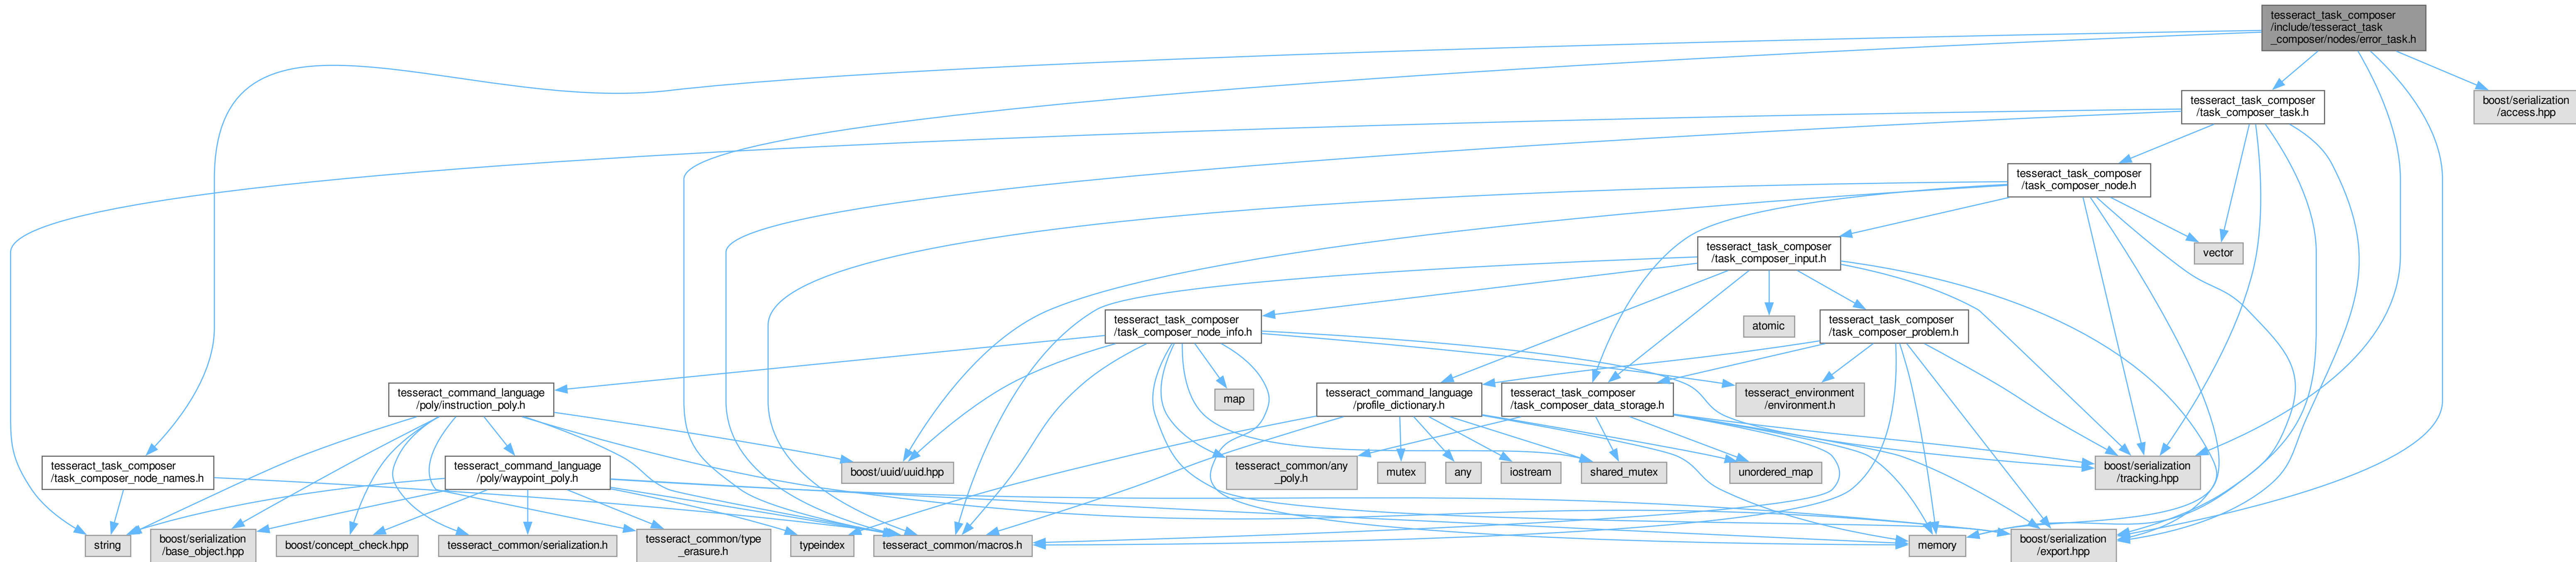 tesseract_task_composer
/include/tesseract_task
_composer/nodes/error_task.h
tesseract_task_composer
/task_composer_task.h
boost/serialization
/access.hpp
tesseract_task_composer
/task_composer_node.h
tesseract_task_composer
/task_composer_input.h
vector
tesseract_task_composer
/task_composer_node_info.h
atomic
tesseract_task_composer
/task_composer_problem.h
tesseract_command_language
/poly/instruction_poly.h
map
tesseract_command_language
/profile_dictionary.h
tesseract_task_composer
/task_composer_data_storage.h
tesseract_environment
/environment.h
tesseract_task_composer
/task_composer_node_names.h
tesseract_command_language
/poly/waypoint_poly.h
boost/uuid/uuid.hpp
tesseract_common/any
_poly.h
mutex
any
iostream
shared_mutex
unordered_map
boost/serialization
/tracking.hpp
string
boost/serialization
/base_object.hpp
boost/concept_check.hpp
tesseract_common/serialization.h
tesseract_common/type
_erasure.h
typeindex
tesseract_common/macros.h
memory
boost/serialization
/export.hpp